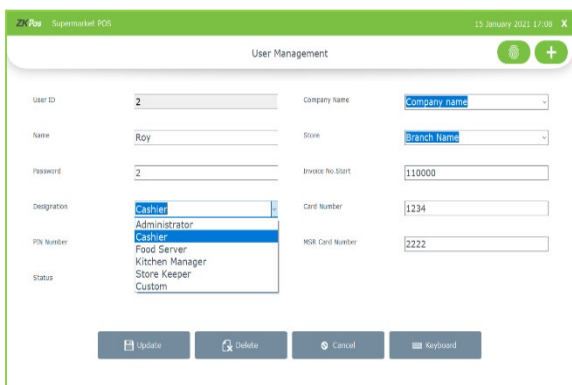 ZKPos Supermarket POS 15 January 2021 17:08 X
User Management
User ID 2 Company Name Company name
Name Roy Store Branch Name
Password 2 Invoice No.Start 110000
Designation Cashier Card Number 1234
Administrator
Cashier
PIN Number Food Server MSR Card Number 2222
Kitchen Manager
Status Store Keeper
Custom
Update Delete Cancel Keyboard